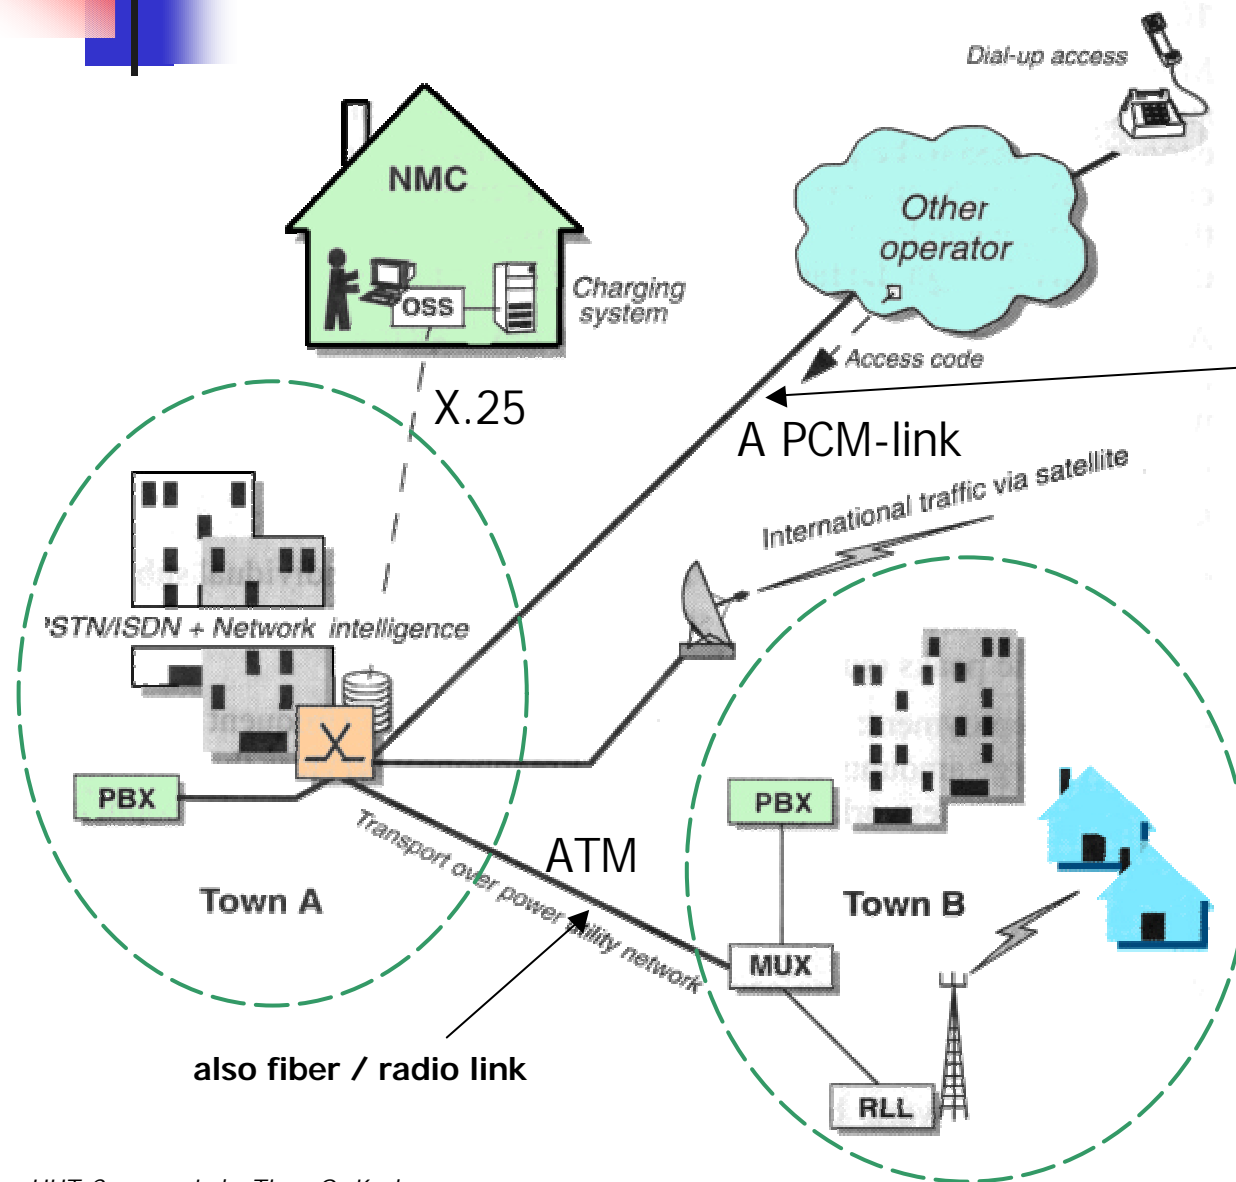 Dial-up access
NMC
Other
operator
OSS
Charging
system
Access code
X.25
A PCM-link
International traffic via satellite
PSTN/ISDN + Network intelligence
PBX
Transport over power utility network
ATM
PBX
Town A
Town B
MUX
also fiber / radio link
RLL